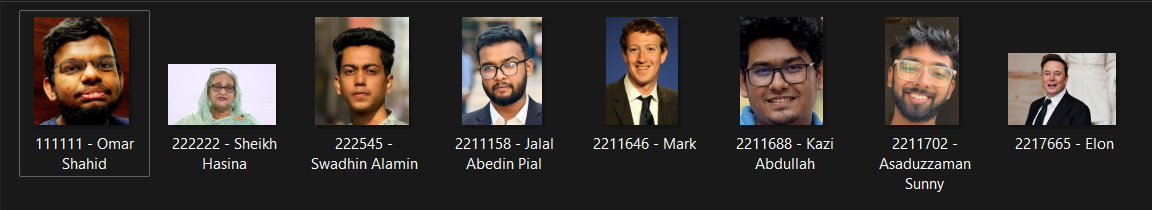 111111 - Omar
Shahid
222222 - Sheikh
Hasina
222545 -
Swadhin Alamin
2211158 - Jalal
Abedin Pial
2211646 - Mark
2211688 - Kazi
Abdullah
2211702 -
Asaduzzaman
Sunny
2217665 - Elon